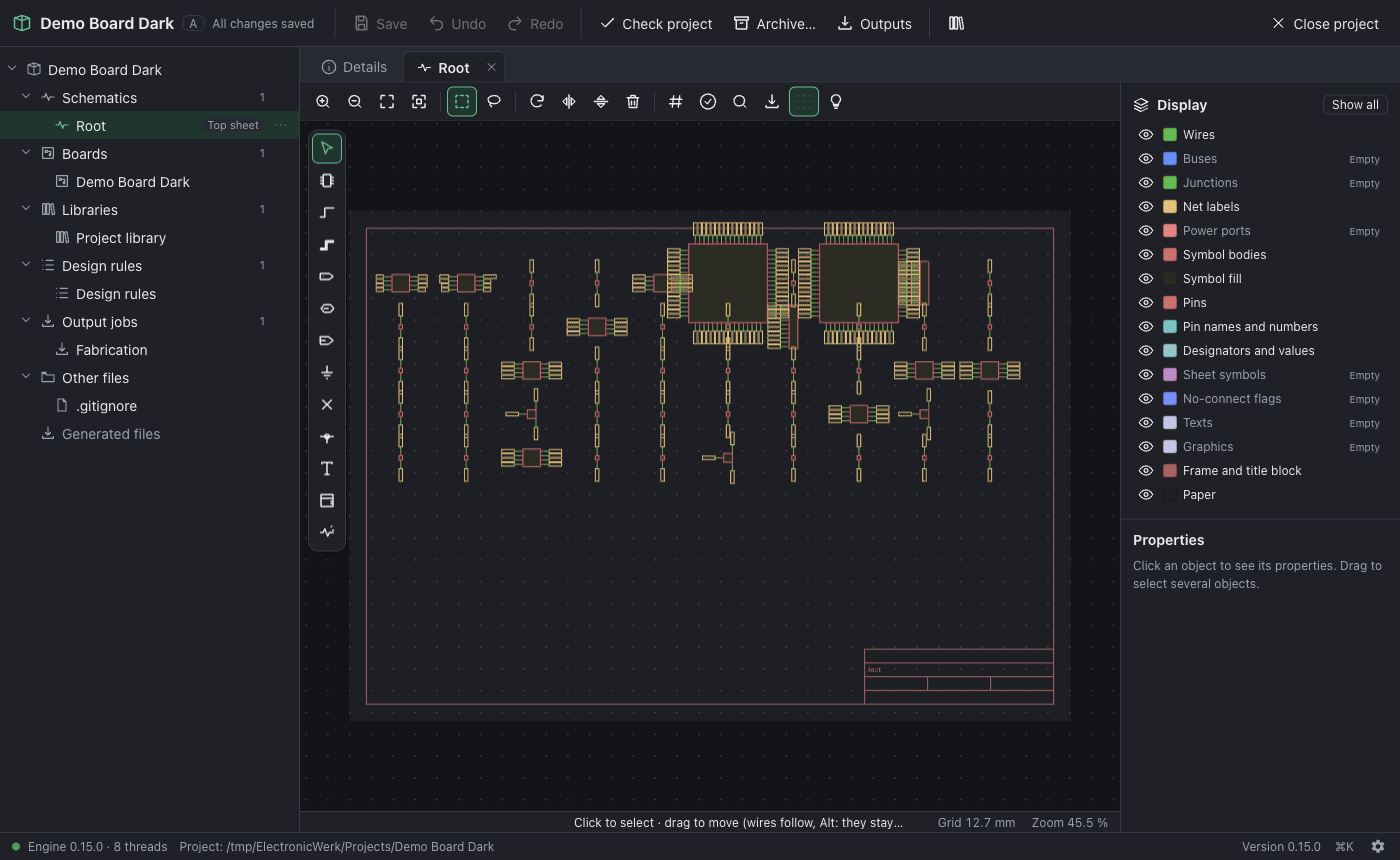 Demo Board Dark A All changes saved Save Undo Redo Check project Archive... Outputs Close project
Demo Board Dark
Schematics 1
Root Top sheet ...
Boards 1
Demo Board Dark
Libraries 1
Project library
Design rules 1
Design rules
Output jobs 1
Fabrication
Other files
.gitignore
Generated files
Details Root
Root
Click to select · drag to move (wires follow, Alt: they stay... Grid 12.7 mm Zoom 45.5 %
Display Show all
Wires
Buses Empty
Junctions Empty
Net labels
Power ports Empty
Symbol bodies
Symbol fill
Pins
Pin names and numbers
Designators and values
Sheet symbols Empty
No-connect flags Empty
Texts Empty
Graphics Empty
Frame and title block
Paper
Properties
Click an object to see its properties. Drag to
select several objects.
Engine 0.15.0 · 8 threads Project: /tmp/ElectronicWerk/Projects/Demo Board Dark Version 0.15.0 ⌘K